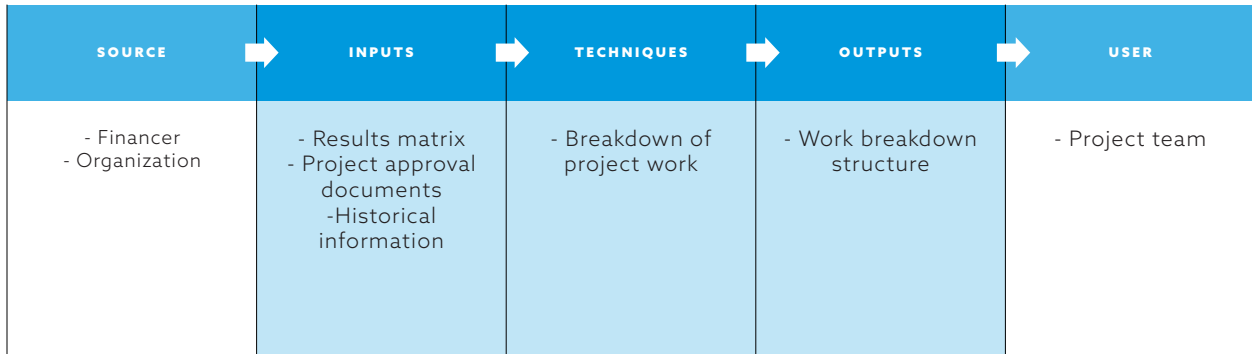 SOURCE
INPUTS
TECHNIQUES
OUTPUTS
USER
- Financer
- Organization
- Results matrix
- Project approval
documents
-Historical
information
- Breakdown of
project work
- Work breakdown
structure
- Project team